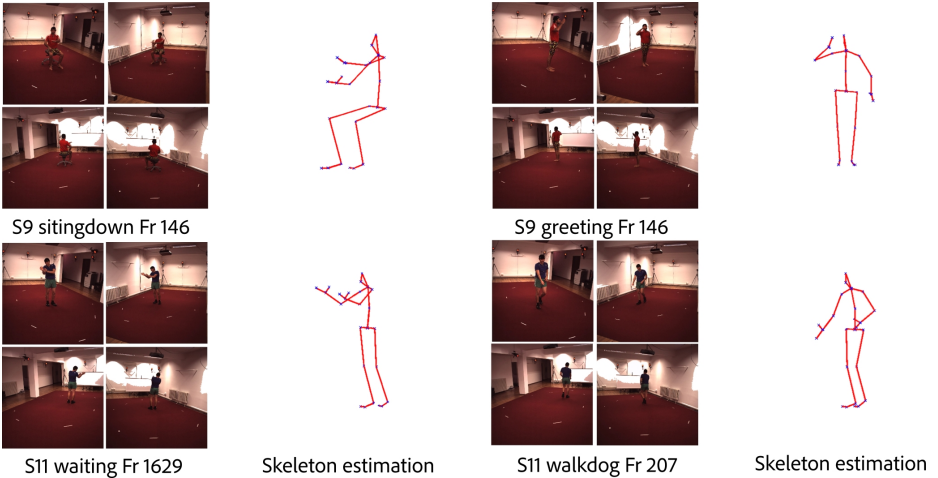 S9 sitingdown Fr 146
S9 greeting Fr 146
S11 waiting Fr 1629
Skeleton estimation
S11 walkdog Fr 207
Skeleton estimation